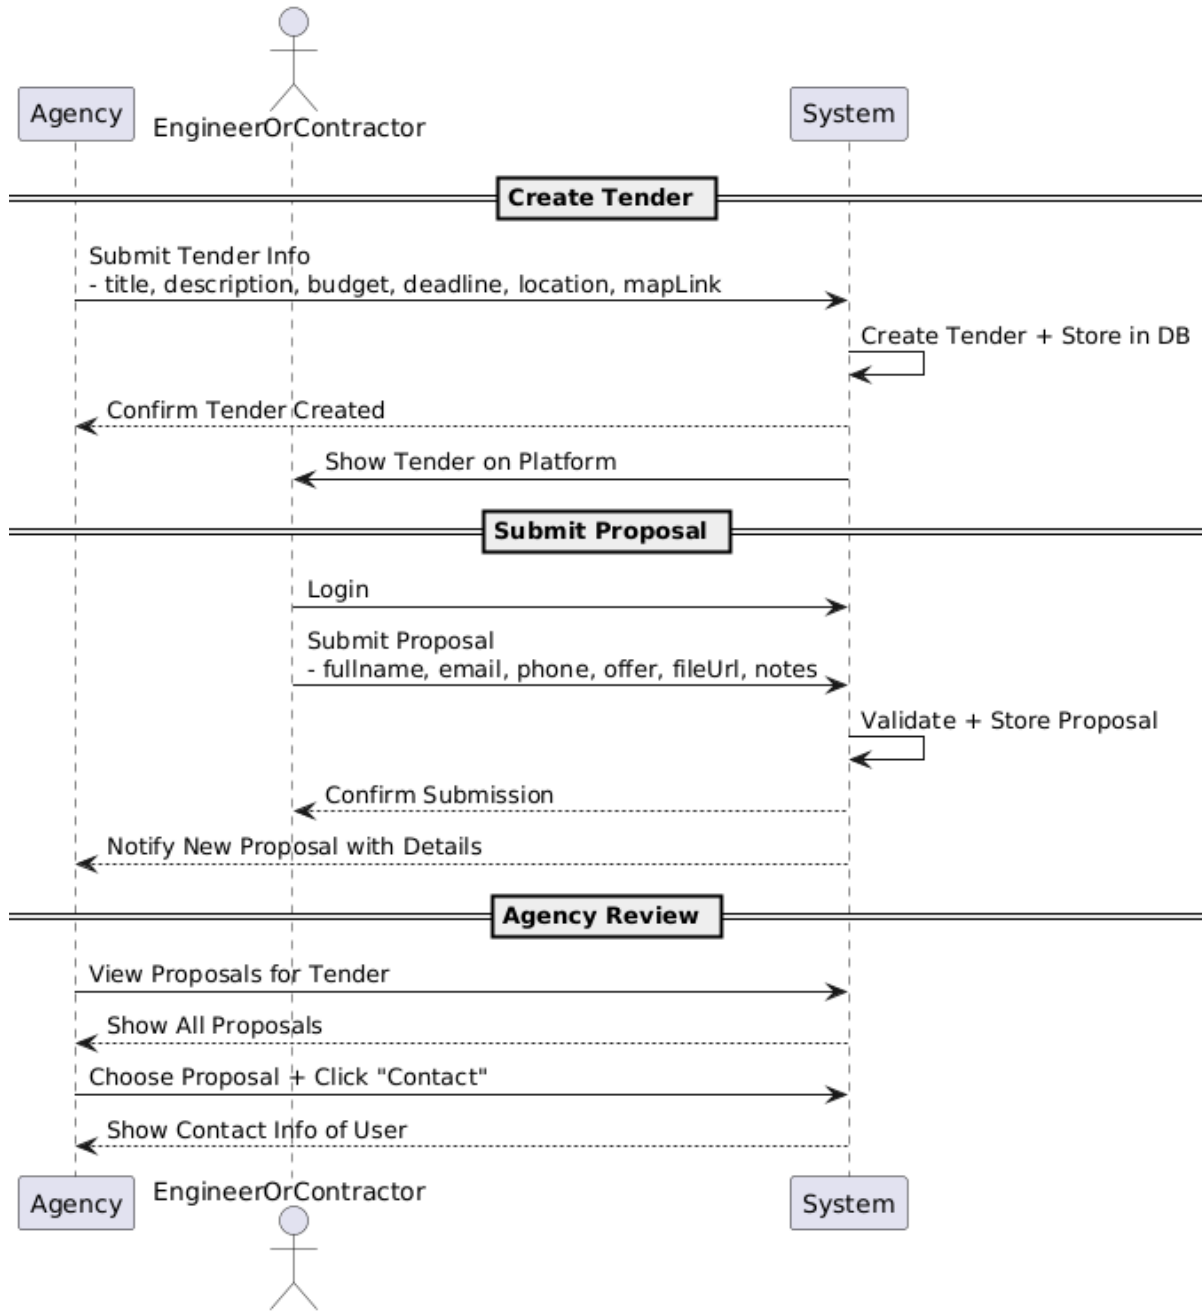 Agency
EngineerOrContractor
System
Create Tender
Submit Tender Info
- title, description, budget, deadline, location, mapLink
Create Tender + Store in DB
Confirm Tender Created
Show Tender on Platform
Submit Proposal
Login
Submit Proposal
- fullname, email, phone, offer, fileUrl, notes
Validate + Store Proposal
Confirm Submission
Notify New Proposal with Details
Agency Review
View Proposals for Tender
Show All Proposals
Choose Proposal + Click "Contact"
Show Contact Info of User
Agency
EngineerOrContractor
System